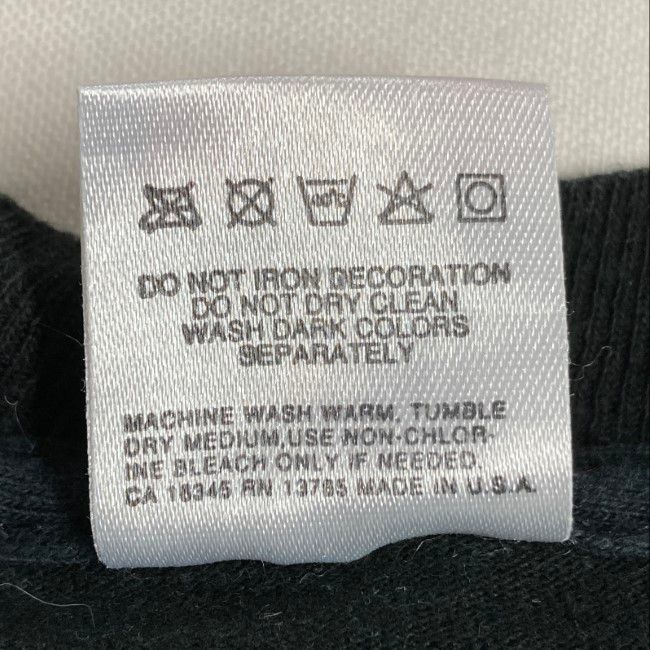 DO NOT IRON DECORATION
DO NOT DRY CLEAN
WASH DARK COLORS
SEPARATELY
MACHINE WASH WARM, TUMBLE
DRY MEDIUM,USE NON-CHLOR-
INE BLEACH ONLY IF NEEDED.
CA 16345 RN 13765 MADE IN U.S.A.